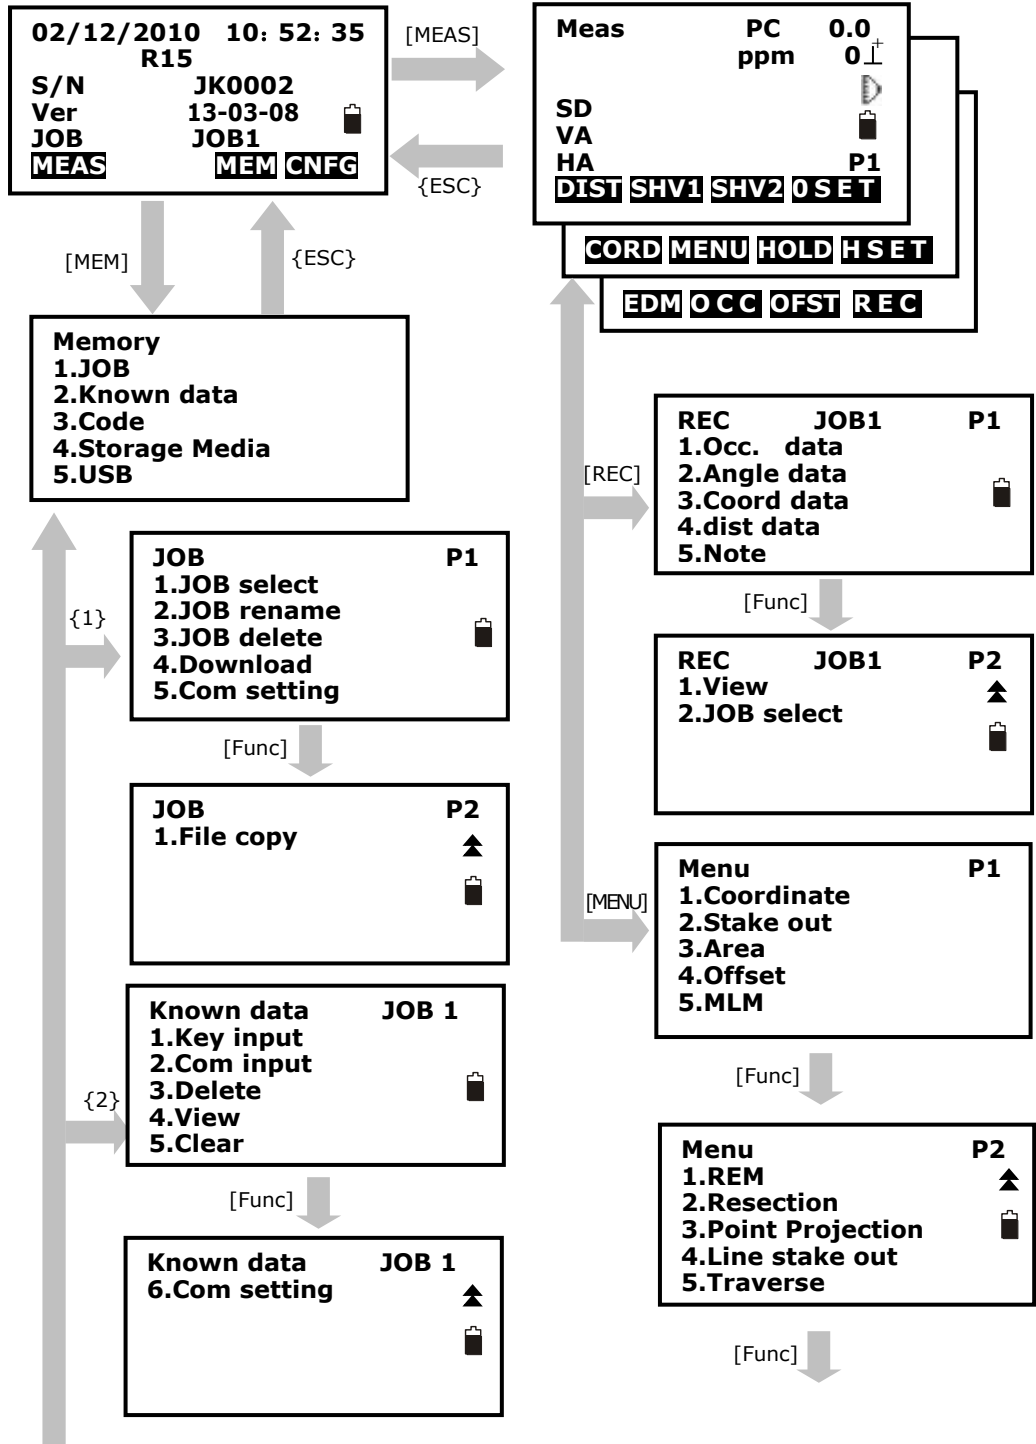 02/12/2010 10: 52: 35
R15
S/N JK0002
Ver 13-03-08
JOB JOB1
MEAS MEM CNFG
[MEAS]
{ESC}
Meas PC 0.0
ppm 0
SD
VA
HA P1
DIST SHV1 SHV2 0SET
CORD MENU HOLD HSET
EDM OCC OFST REC
[MEM]
{ESC}
Memory
1.JOB
2.Known data
3.Code
4.Storage Media
5.USB
{1}
JOB P1
1.JOB select
2.JOB rename
3.JOB delete
4.Download
5.Com setting
[Func]
JOB P2
1.File copy
{2}
Known data JOB 1
1.Key input
2.Com input
3.Delete
4.View
5.Clear
[Func]
Known data JOB 1
6.Com setting
[REC]
REC JOB1 P1
1.Occ. data
2.Angle data
3.Coord data
4.dist data
5.Note
[Func]
REC JOB1 P2
1.View
2.JOB select
[MENU]
Menu P1
1.Coordinate
2.Stake out
3.Area
4.Offset
5.MLM
[Func]
Menu P2
1.REM
2.Resection
3.Point Projection
4.Line stake out
5.Traverse
[Func]